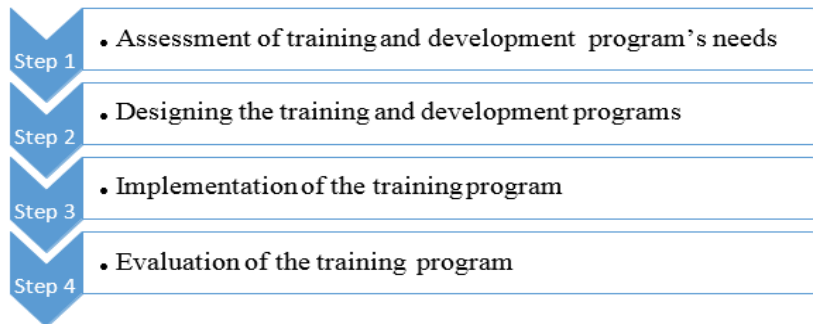 Step 1
• Assessment of training and development program’s needs
Step 2
• Designing the training and development programs
Step 3
• Implementation of the training program
Step 4
• Evaluation of the training program